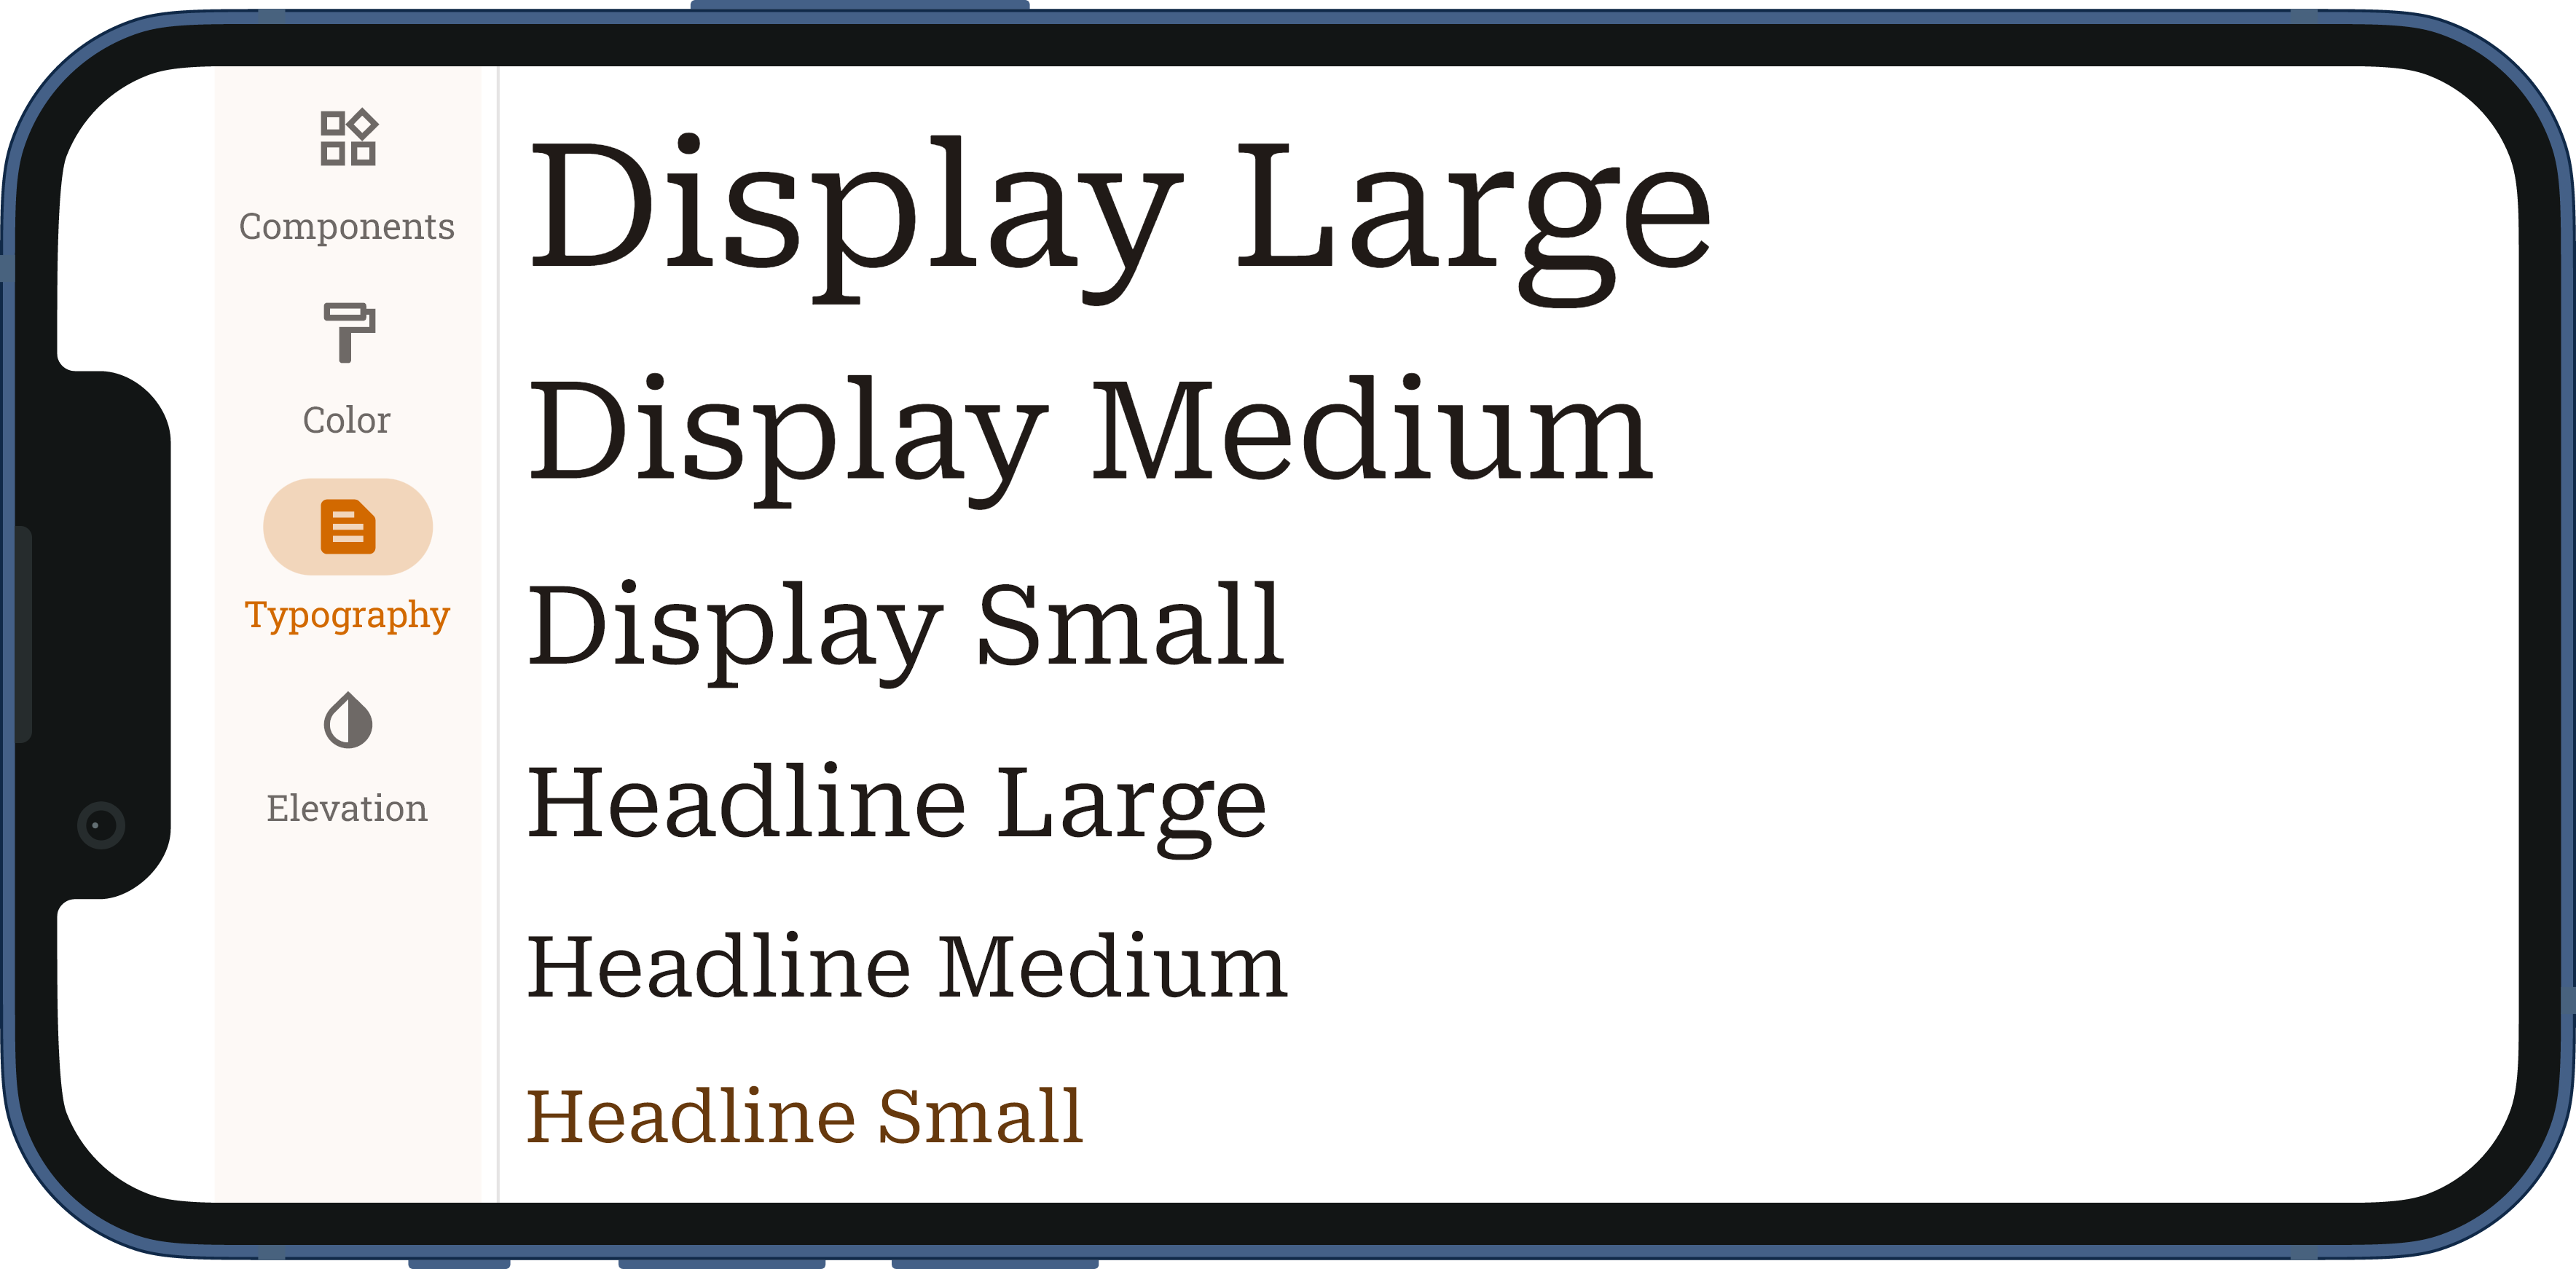 Components
Color
Typography
Elevation
Display Large
Display Medium
Display Small
Headline Large
Headline Medium
Headline Small